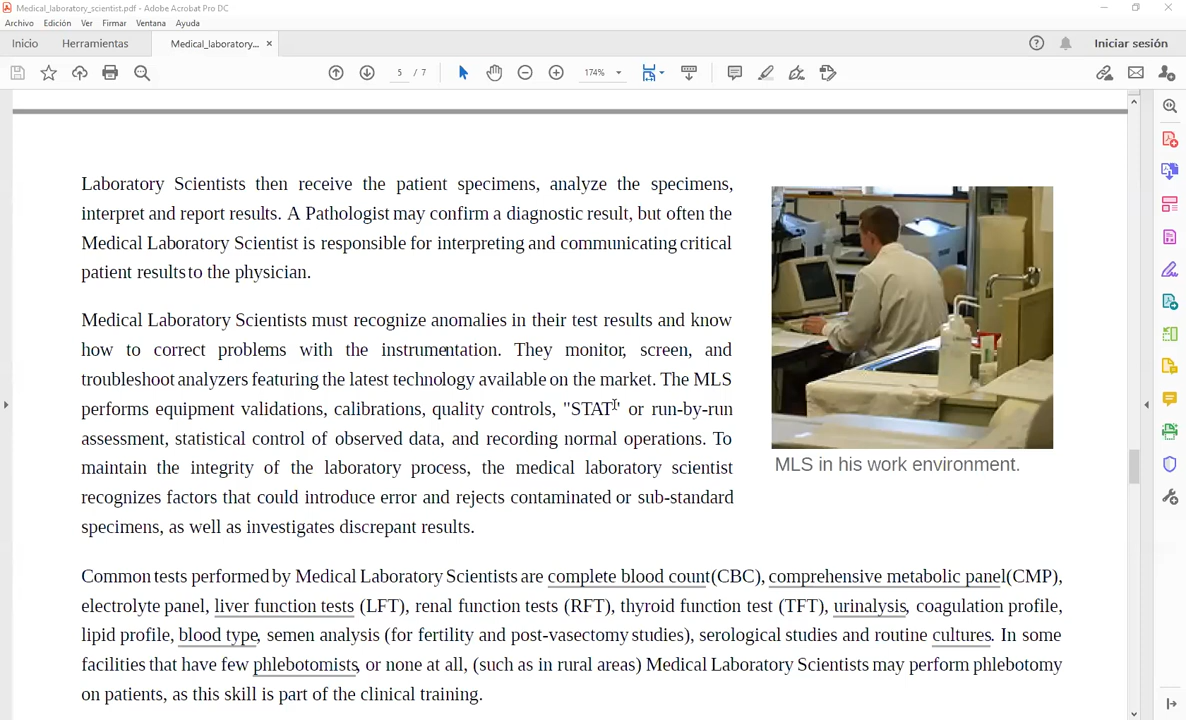 Medical_laboratory_scientist.pdf - Adobe Acrobat Pro DC
Archivo Edición Ver Firmar Ventana Ayuda
Inicio Herramientas Medical_laboratory... × Iniciar sesión
5 / 7 174%
Laboratory Scientists then receive the patient specimens, analyze the specimens,
interpret and report results. A Pathologist may confirm a diagnostic result, but often the
Medical Laboratory Scientist is responsible for interpreting and communicating critical
patient results to the physician.
Medical Laboratory Scientists must recognize anomalies in their test results and know
how to correct problems with the instrumentation. They monitor, screen, and
troubleshoot analyzers featuring the latest technology available on the market. The MLS
performs equipment validations, calibrations, quality controls, "STAT" or run-by-run
assessment, statistical control of observed data, and recording normal operations. To
maintain the integrity of the laboratory process, the medical laboratory scientist
recognizes factors that could introduce error and rejects contaminated or sub-standard
specimens, as well as investigates discrepant results.
MLS in his work environment.
Common tests performed by Medical Laboratory Scientists are complete blood count (CBC), comprehensive metabolic panel (CMP),
electrolyte panel, liver function tests (LFT), renal function tests (RFT), thyroid function test (TFT), urinalysis, coagulation profile,
lipid profile, blood type, semen analysis (for fertility and post-vasectomy studies), serological studies and routine cultures. In some
facilities that have few phlebotomists, or none at all, (such as in rural areas) Medical Laboratory Scientists may perform phlebotomy
on patients, as this skill is part of the clinical training.